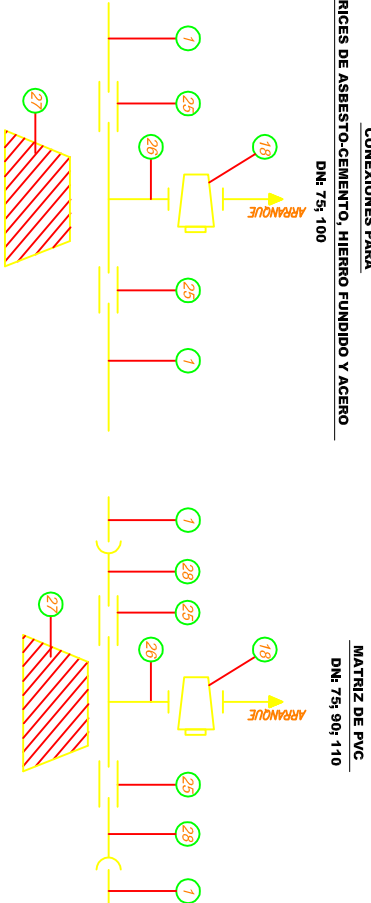 CONEXIONES PARA
RICES DE ASBESTO-CEMENTO, HIERRO FUNDIDO Y ACERO
DN: 75; 100
1
25
26
18
ARRANQUE
27
25
1
MATRIZ DE PVC
DN: 75; 90; 110
1
28
25
26
18
ARRANQUE
27
25
28
1